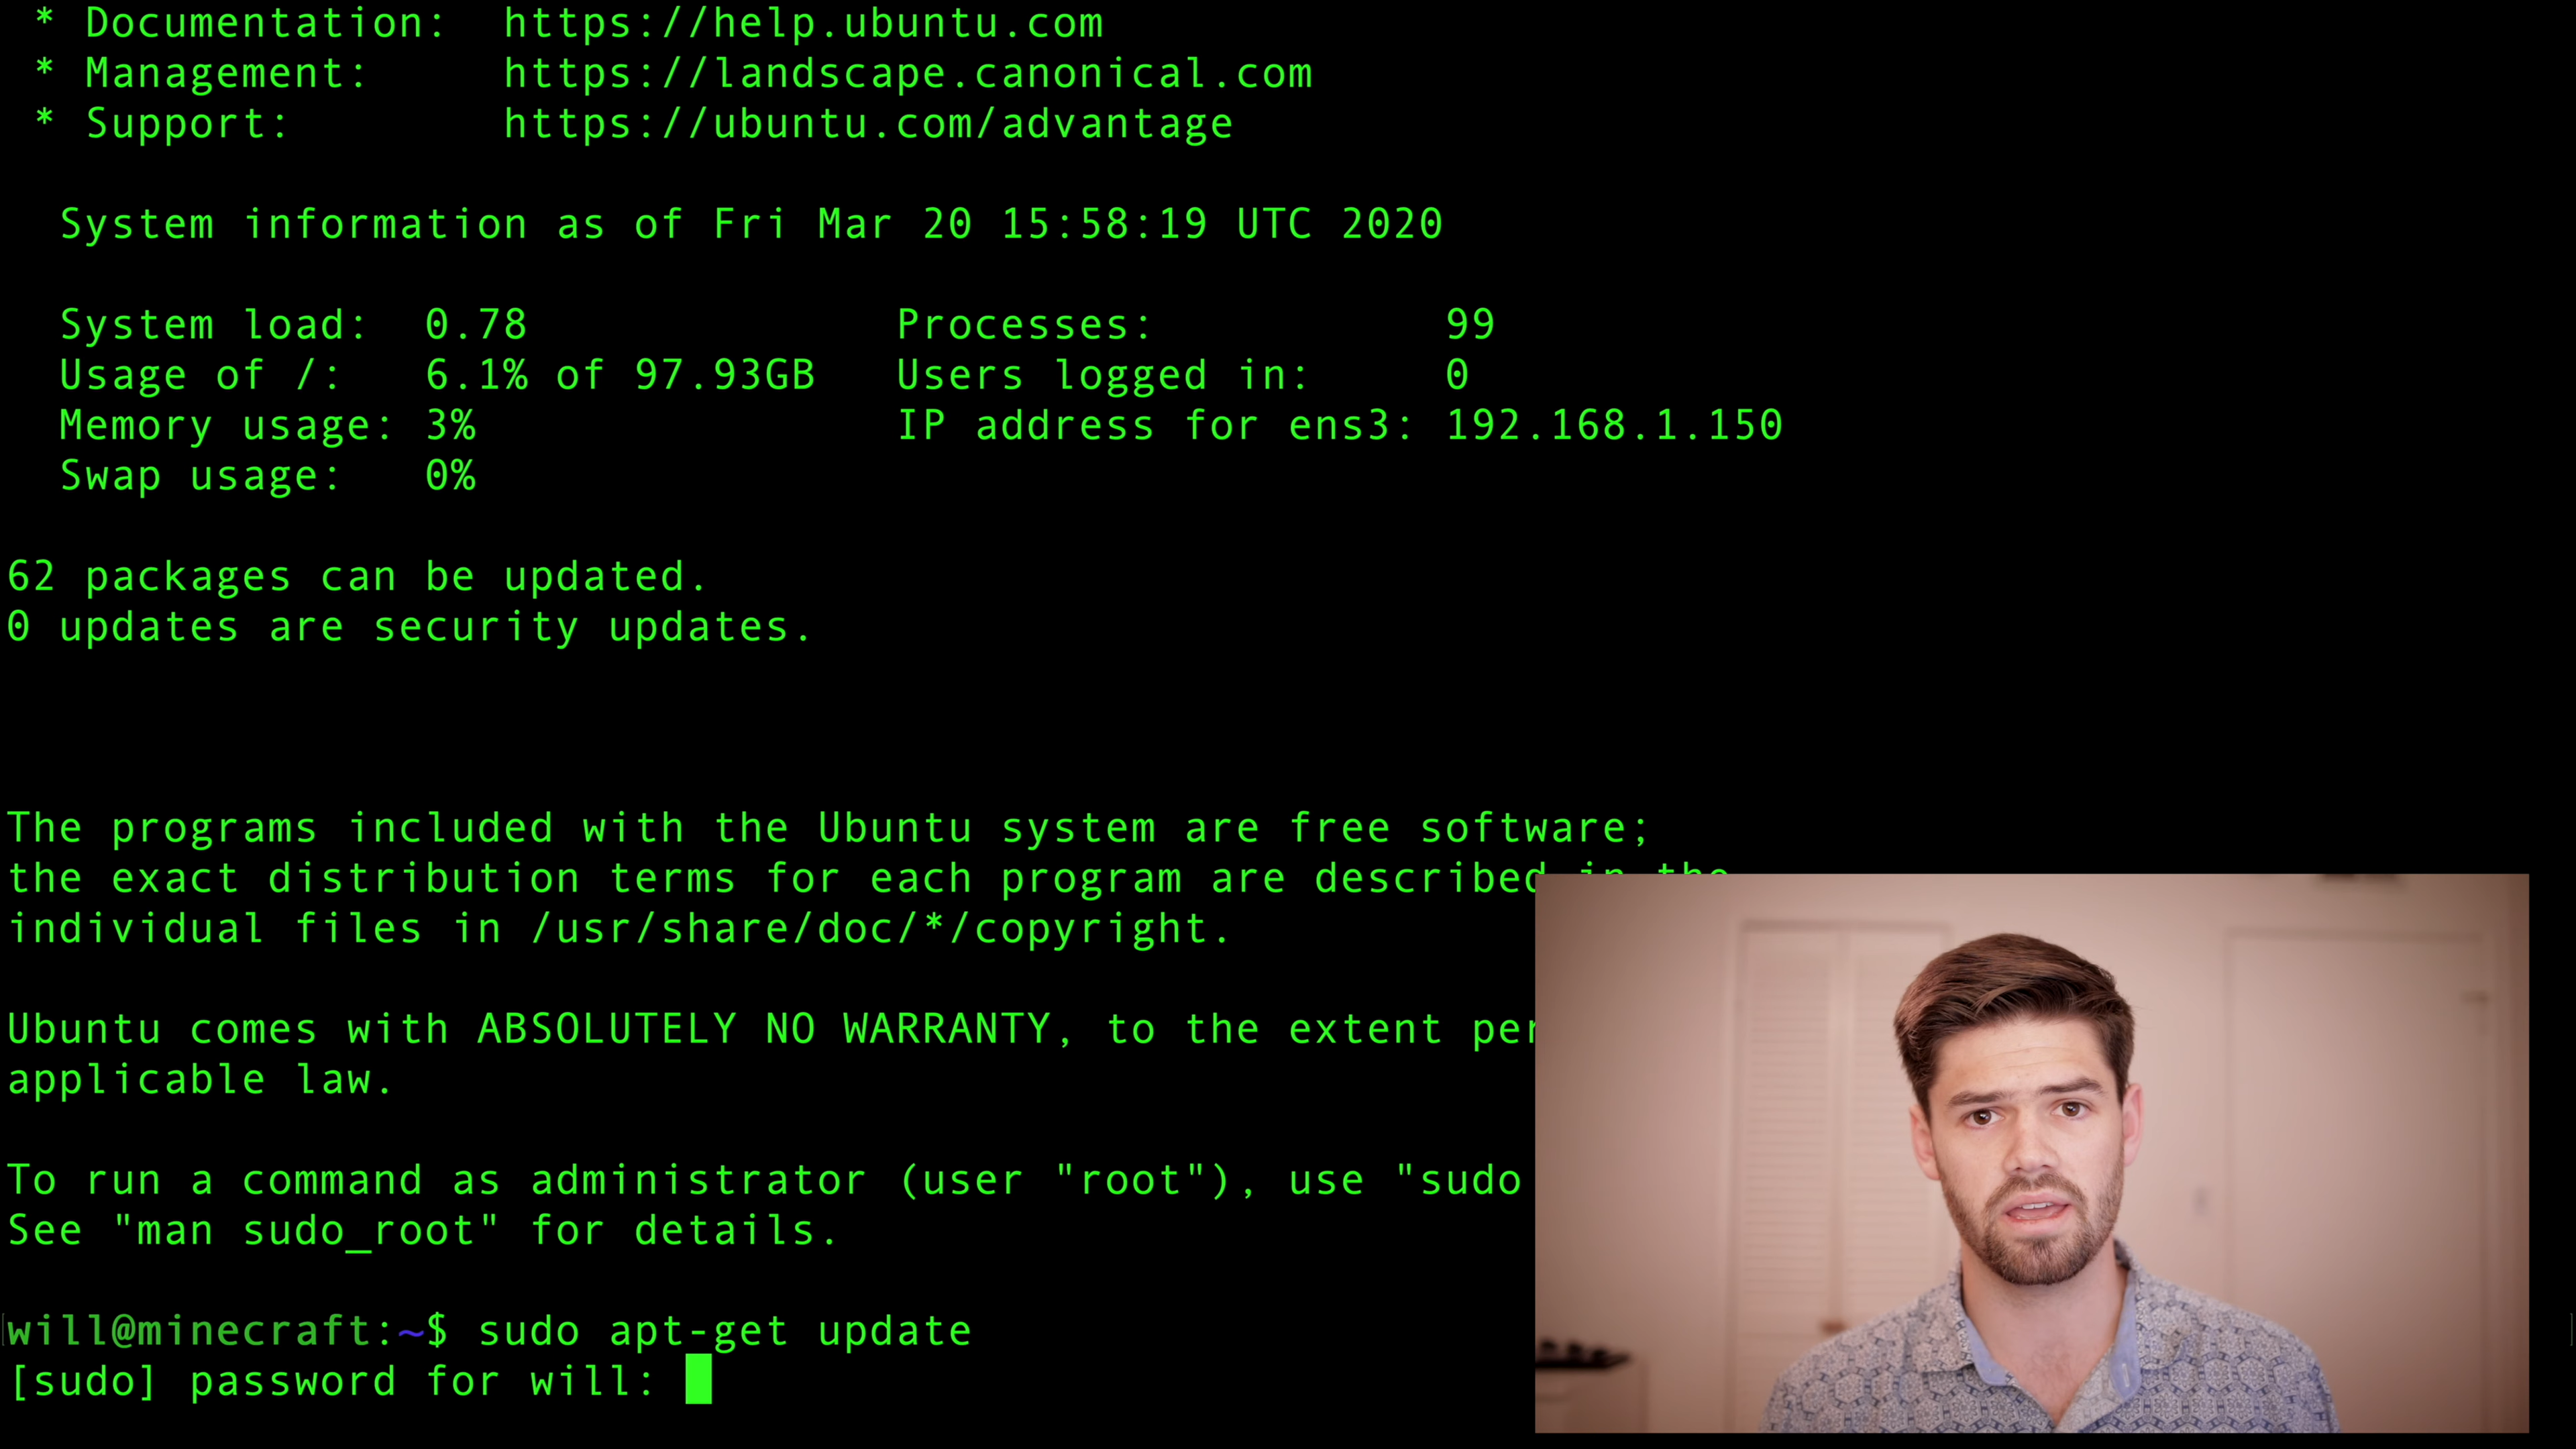 * Documentation: https://help.ubuntu.com
* Management: https://landscape.canonical.com
* Support: https://ubuntu.com/advantage
System information as of Fri Mar 20 15:58:19 UTC 2020
System load: 0.78 Processes: 99
Usage of /: 6.1% of 97.93GB Users logged in: 0
Memory usage: 3% IP address for ens3: 192.168.1.150
Swap usage: 0%
62 packages can be updated.
0 updates are security updates.
The programs included with the Ubuntu system are free software;
the exact distribution terms for each program are described in the
individual files in /usr/share/doc/*/copyright.
Ubuntu comes with ABSOLUTELY NO WARRANTY, to the extent per
applicable law.
To run a command as administrator (user "root"), use "sudo
See "man sudo_root" for details.
will@minecraft:~$ sudo apt-get update
[sudo] password for will: